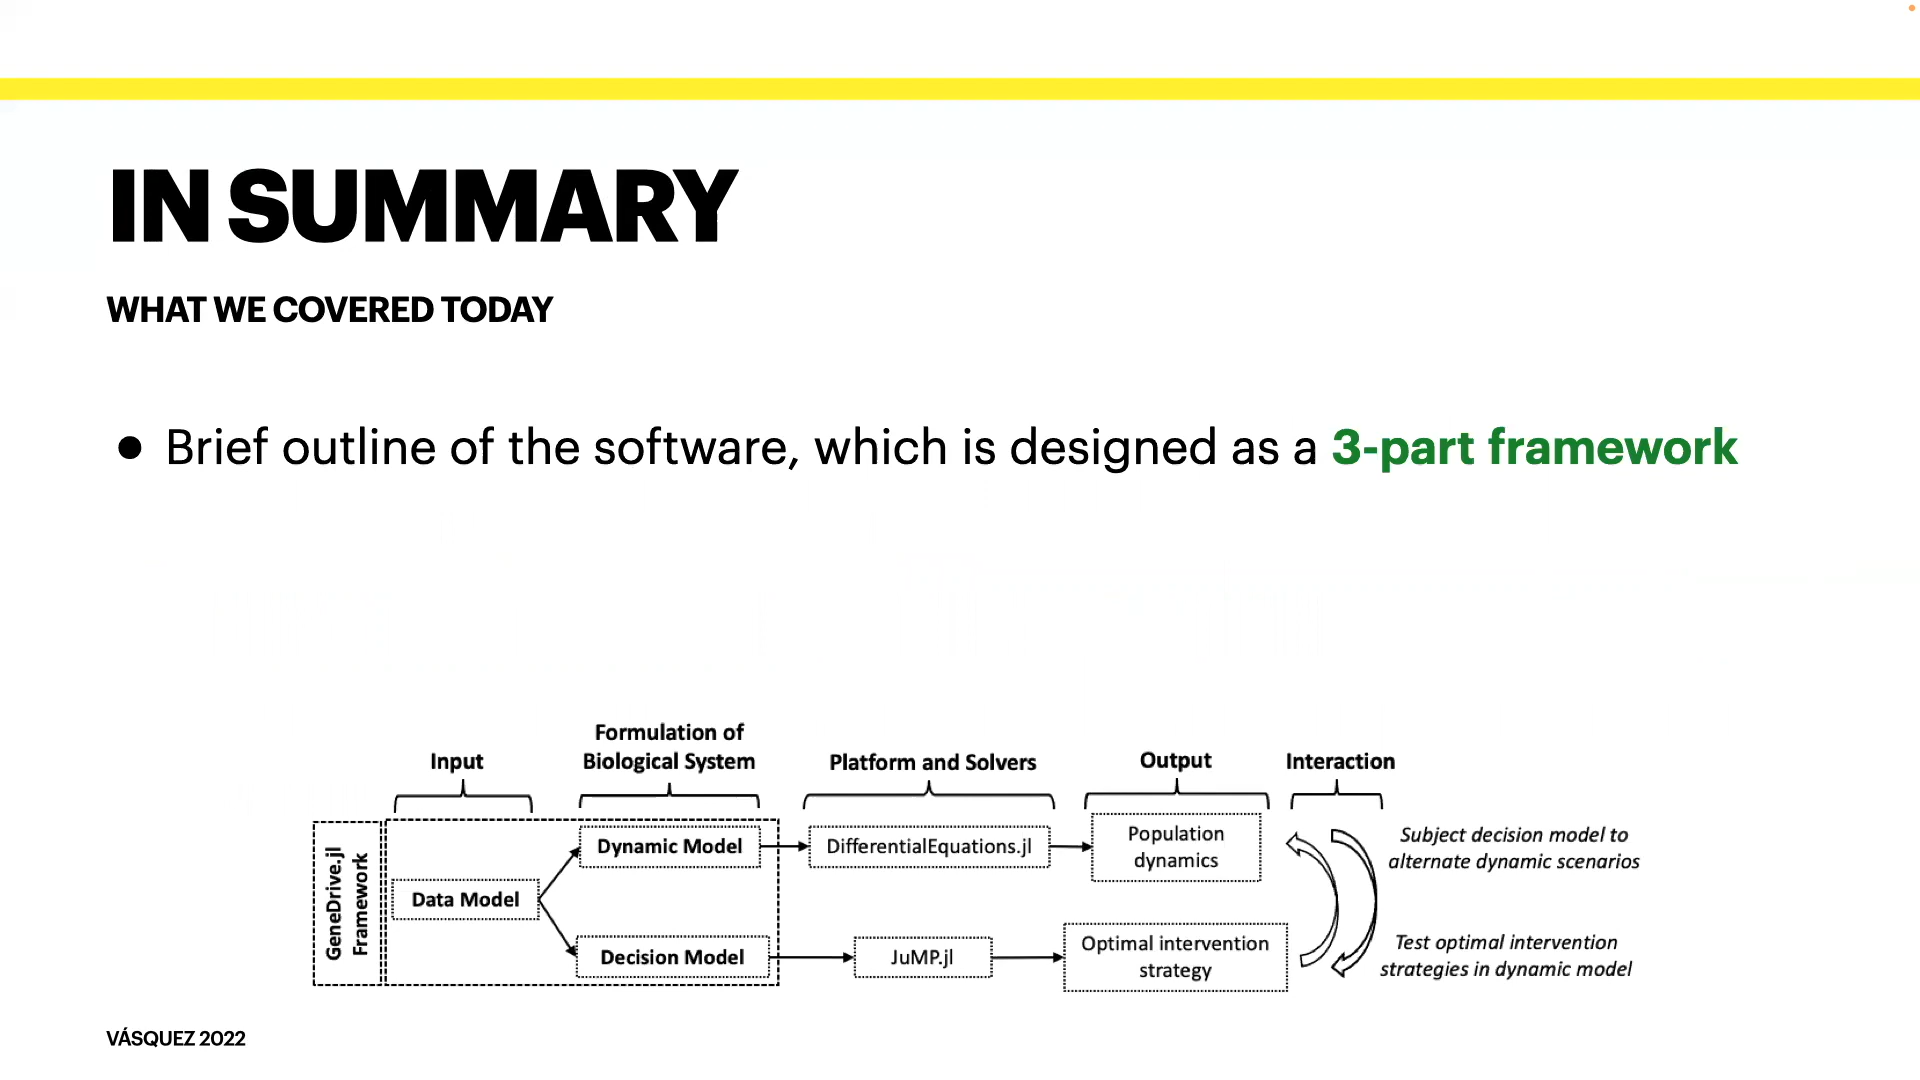 IN SUMMARY
WHAT WE COVERED TODAY
● Brief outline of the software, which is designed as a 3-part framework
Input
Formulation of
Biological System
Platform and Solvers
Output
Interaction
GeneDrive.jl
Framework
Data Model
Dynamic Model
Decision Model
DifferentialEquations.jl
JuMP.jl
Population
dynamics
Optimal intervention
strategy
Subject decision model to
alternate dynamic scenarios
Test optimal intervention
strategies in dynamic model
VÁSQUEZ 2022